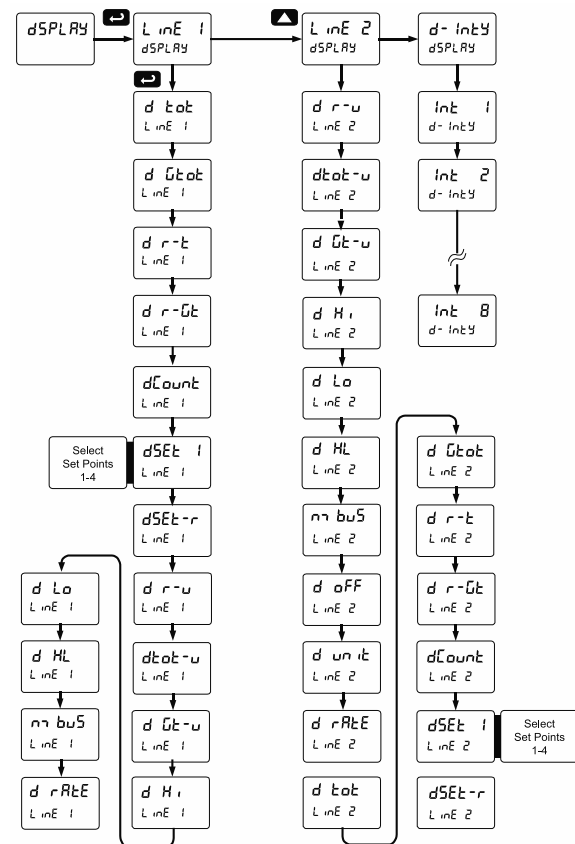 dSPLAY
LinE 1
dSPLAY
LinE 2
dSPLAY
d-IntY
dSPLAY
d tot
LinE 1
d Gtot
LinE 1
d r-t
LinE 1
d r-Gt
LinE 1
dCount
LinE 1
Select
Set Points
1-4
dSEt 1
LinE 1
dSEt-r
LinE 1
d r-u
LinE 1
dtot-u
LinE 1
d Gt-u
LinE 1
d Hi
LinE 1
d Lo
LinE 1
d HL
LinE 1
m buS
LinE 1
d rAtE
LinE 1
d r-u
LinE 2
dtot-u
LinE 2
d Gt-u
LinE 2
d Hi
LinE 2
d Lo
LinE 2
d HL
LinE 2
m buS
LinE 2
d oFF
LinE 2
d unit
LinE 2
d rAtE
LinE 2
d tot
LinE 2
d Gtot
LinE 2
d r-t
LinE 2
d r-Gt
LinE 2
dCount
LinE 2
dSEt 1
LinE 2
Select
Set Points
1-4
dSEt-r
LinE 2
Int 1
d-IntY
Int 2
d-IntY
Int 8
d-IntY